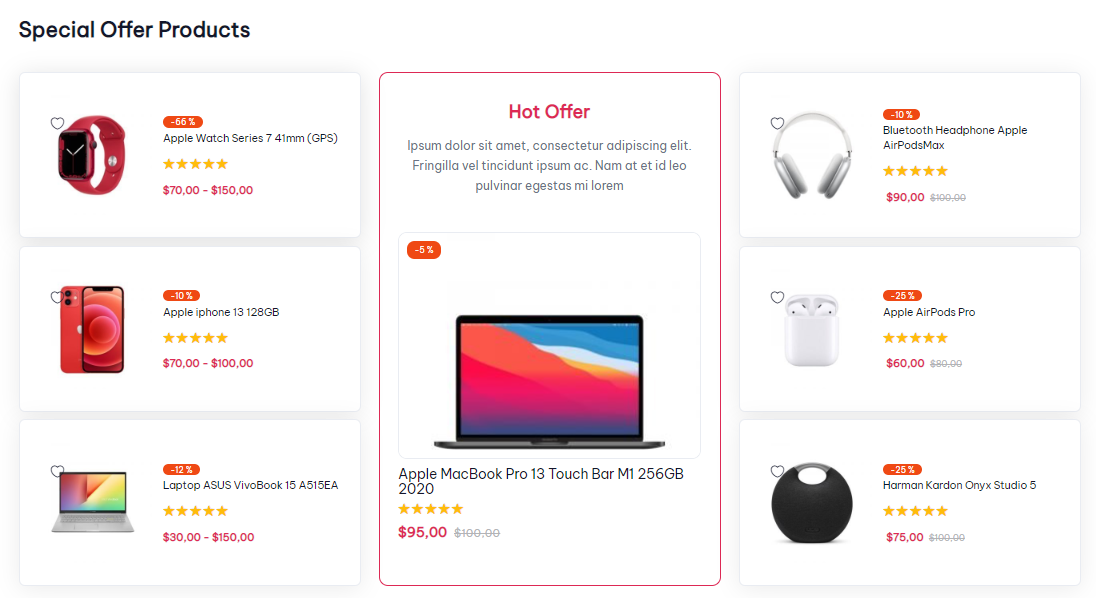 Special Offer Products
-66 %
Apple Watch Series 7 41mm (GPS)
$70,00 - $150,00
-10 %
Apple iphone 13 128GB
$70,00 - $100,00
-12 %
Laptop ASUS VivoBook 15 A515EA
$30,00 - $150,00
Hot Offer
Ipsum dolor sit amet, consectetur adipiscing elit.
Fringilla vel tincidunt ipsum ac. Nam at et id leo
pulvinar egestas mi lorem
-5 %
Apple MacBook Pro 13 Touch Bar M1 256GB
2020
$95,00 $100,00
-10 %
Bluetooth Headphone Apple
AirPodsMax
$90,00 $100,00
-25 %
Apple AirPods Pro
$60,00 $80,00
-25 %
Harman Kardon Onyx Studio 5
$75,00 $100,00